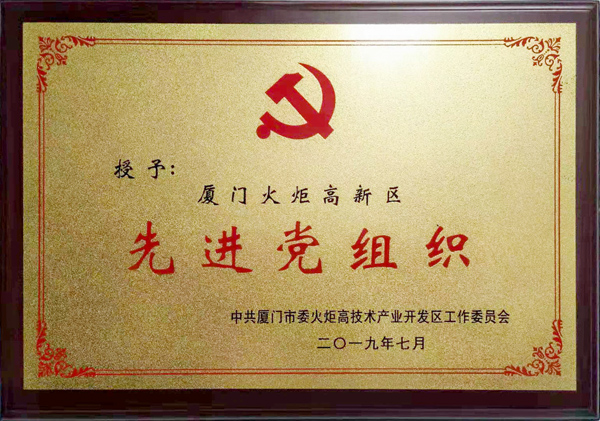 授予：
厦门火炬高新区
先进党组织
中共厦门市委火炬高技术产业开发区工作委员会
二〇一九年七月